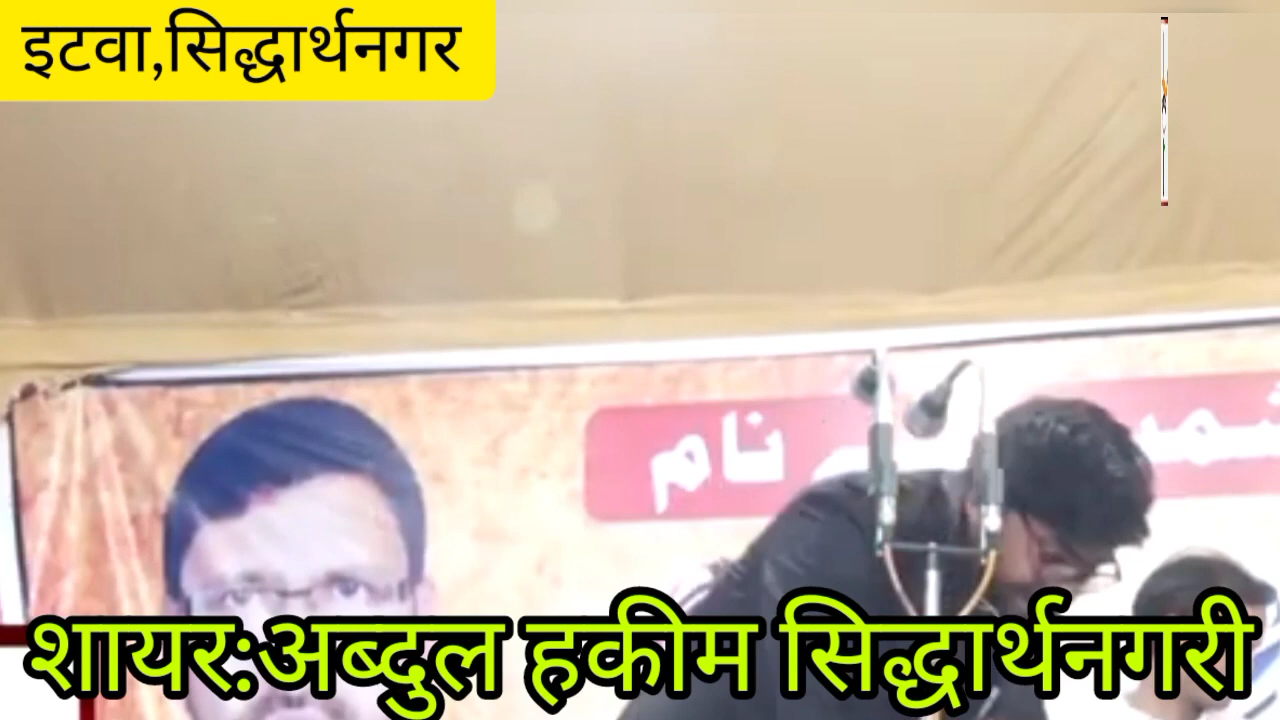 इटवा,सिद्धार्थनगर
نام
शायर:अब्दुल हकीम सिद्धार्थनगरी